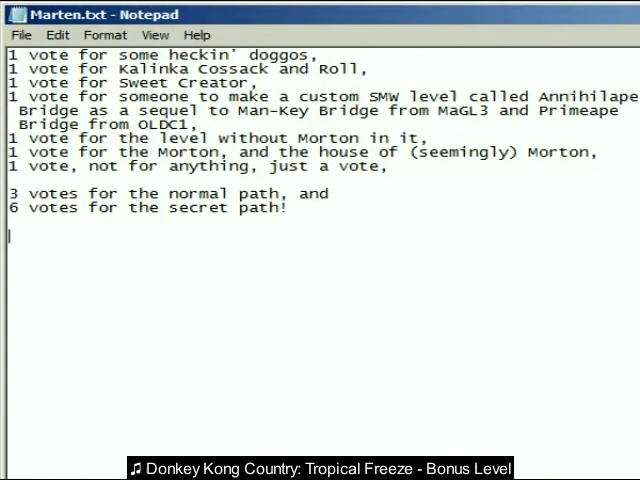 Marten.txt - Notepad
File Edit Format View Help
1 vote for some heckin' doggos,
1 vote for Kalinka Cossack and Roll,
1 vote for Sweet Creator,
1 vote for someone to make a custom SMW level called Annihilape
Bridge as a sequel to Man-Key Bridge from MaGL3 and Primeape
Bridge from OLDC1,
1 vote for the level without Morton in it,
1 vote for the Morton, and the house of (seemingly) Morton,
1 vote, not for anything, just a vote,
3 votes for the normal path, and
6 votes for the secret path!
♫ Donkey Kong Country: Tropical Freeze - Bonus Level